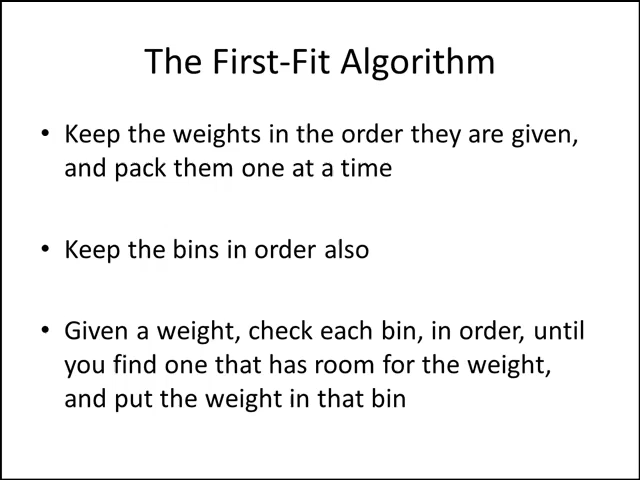 The First-Fit Algorithm
• Keep the weights in the order they are given,
and pack them one at a time
• Keep the bins in order also
• Given a weight, check each bin, in order, until
you find one that has room for the weight,
and put the weight in that bin